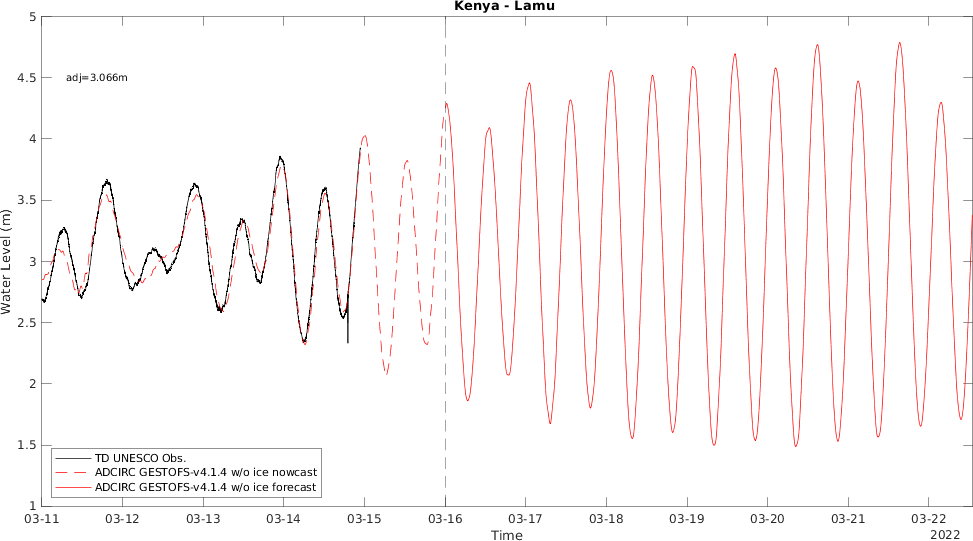 Kenya - Lamu
5
4.5
adj=3.066m
4
3.5
3
2.5
2
1.5
1
Water Level (m)
TD UNESCO Obs.
ADCIRC GESTOFS-v4.1.4 w/o ice nowcast
ADCIRC GESTOFS-v4.1.4 w/o ice forecast
03-11 03-12 03-13 03-14 03-15 03-16 03-17 03-18 03-19 03-20 03-21 03-22
Time
2022